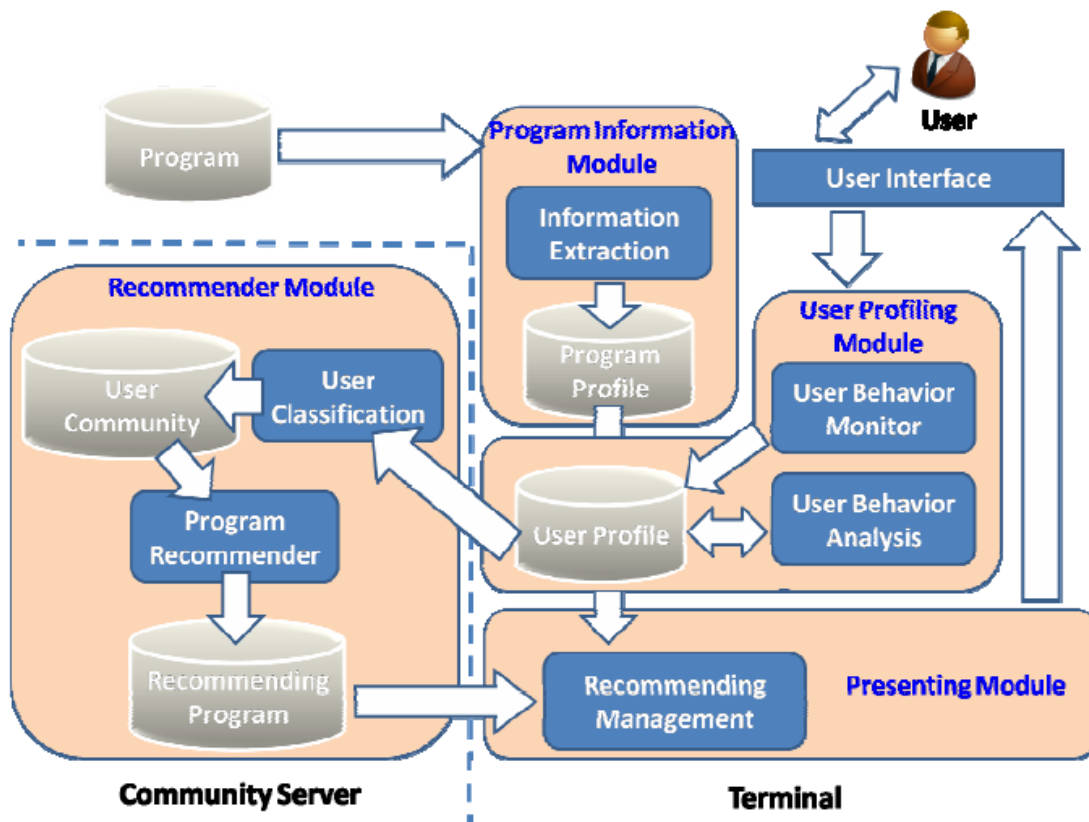 User
Program
Program Information
Module
User Interface
Information
Extraction
Recommender Module
User Profiling
Module
User
Community
User
Classification
Program
Profile
User Behavior
Monitor
Program
Recommender
User Profile
User Behavior
Analysis
Recommending
Program
Recommending
Management
Presenting Module
Community Server
Terminal